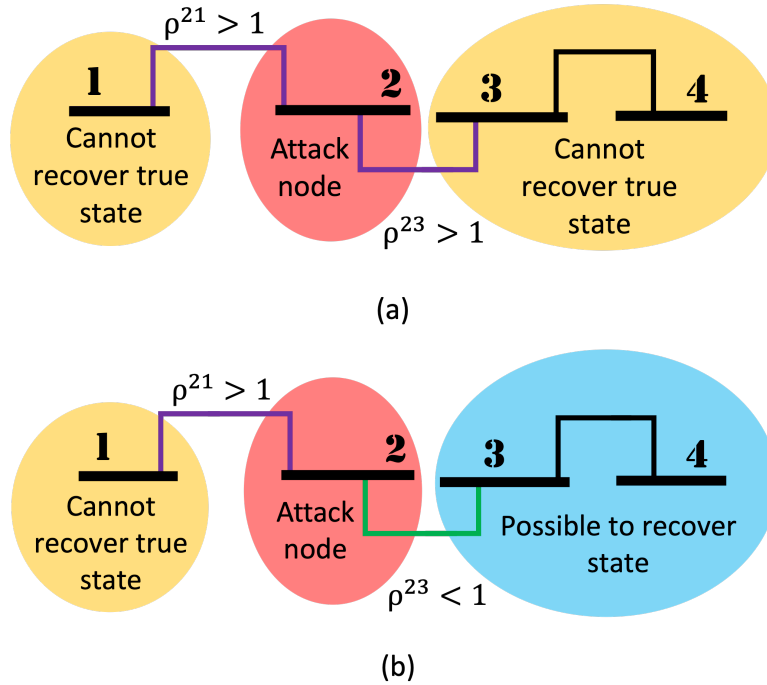 ρ²¹ > 1
1
2
3
4
Cannot
recover true
state
Attack
node
Cannot
recover true
state
ρ²³ > 1
(a)
ρ²¹ > 1
1
2
3
4
Cannot
recover true
state
Attack
node
Possible to recover
state
ρ²³ < 1
(b)